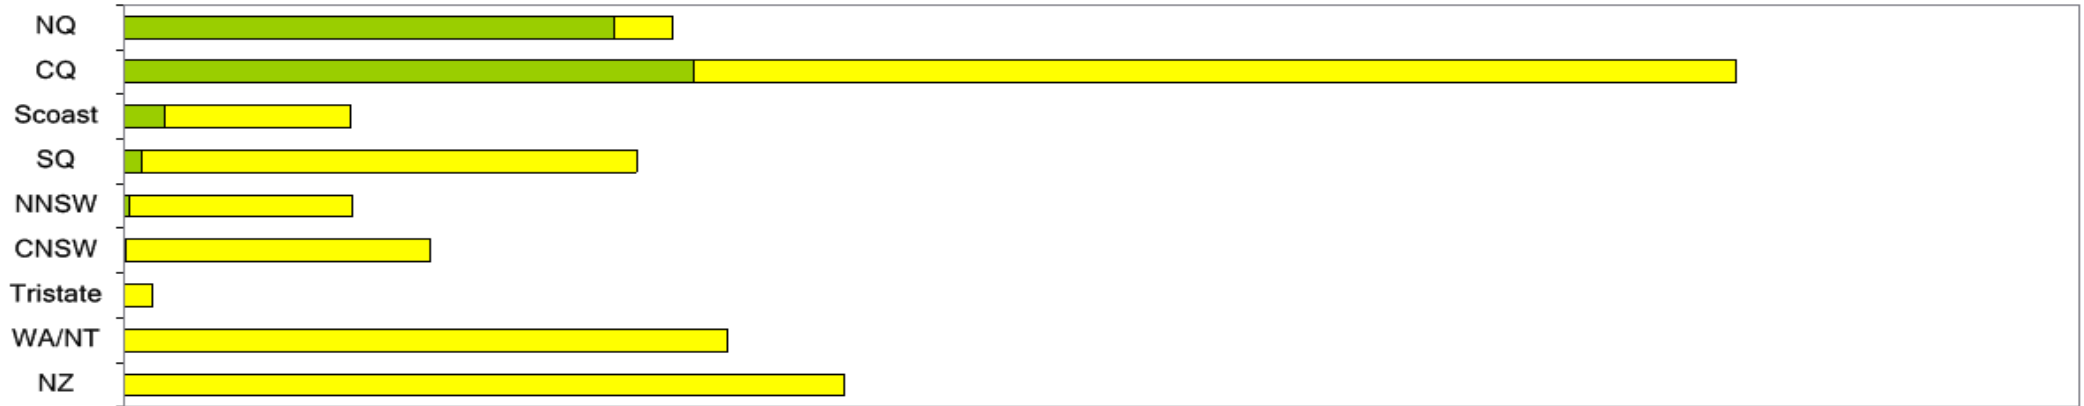 NQ
CQ
Scoast
SQ
NNSW
CNSW
Tristate
WA/NT
NZ